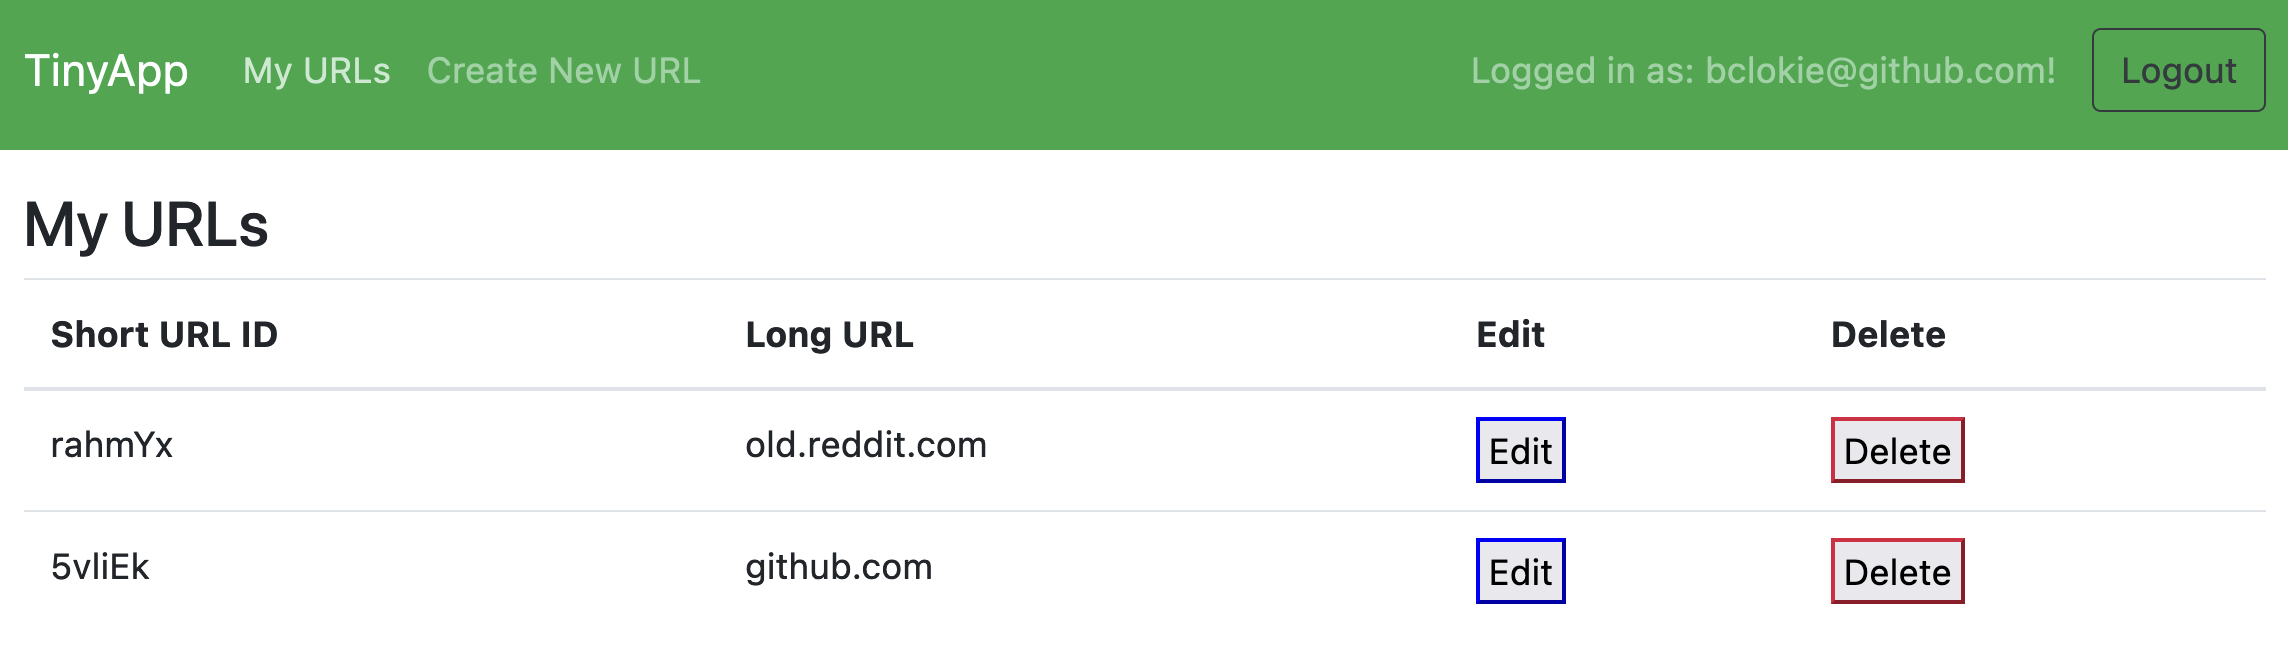 TinyApp My URLs Create New URL Logged in as: bclokie@github.com! Logout
My URLs
Short URL ID Long URL Edit Delete
rahmYx old.reddit.com Edit Delete
5vliEk github.com Edit Delete